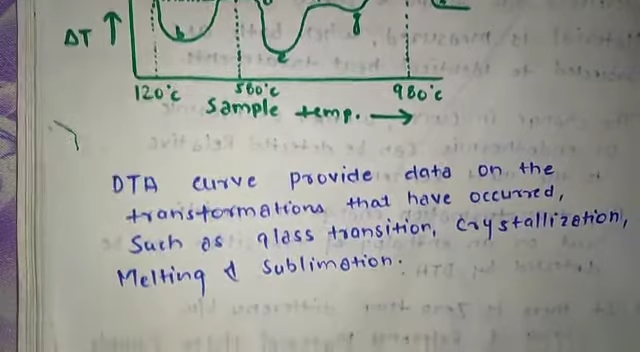 ΔT ↑
b
e
g
120°c 580°c 980°c
Sample temp. →
DTA curve provide data on the
transformations that have occurred,
Such as glass transition, Crystallization,
Melting & Sublimation.